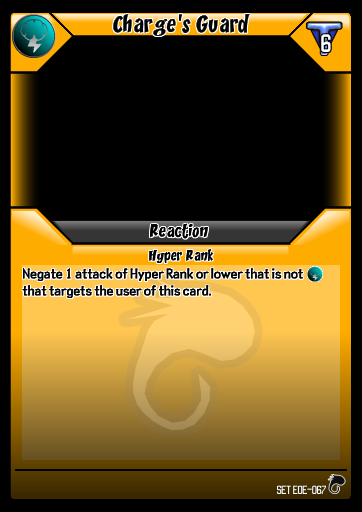 Charge's Guard
6
Reaction
Hyper Rank
Negate 1 attack of Hyper Rank or lower that is not
that targets the user of this card.
SET EOE-067